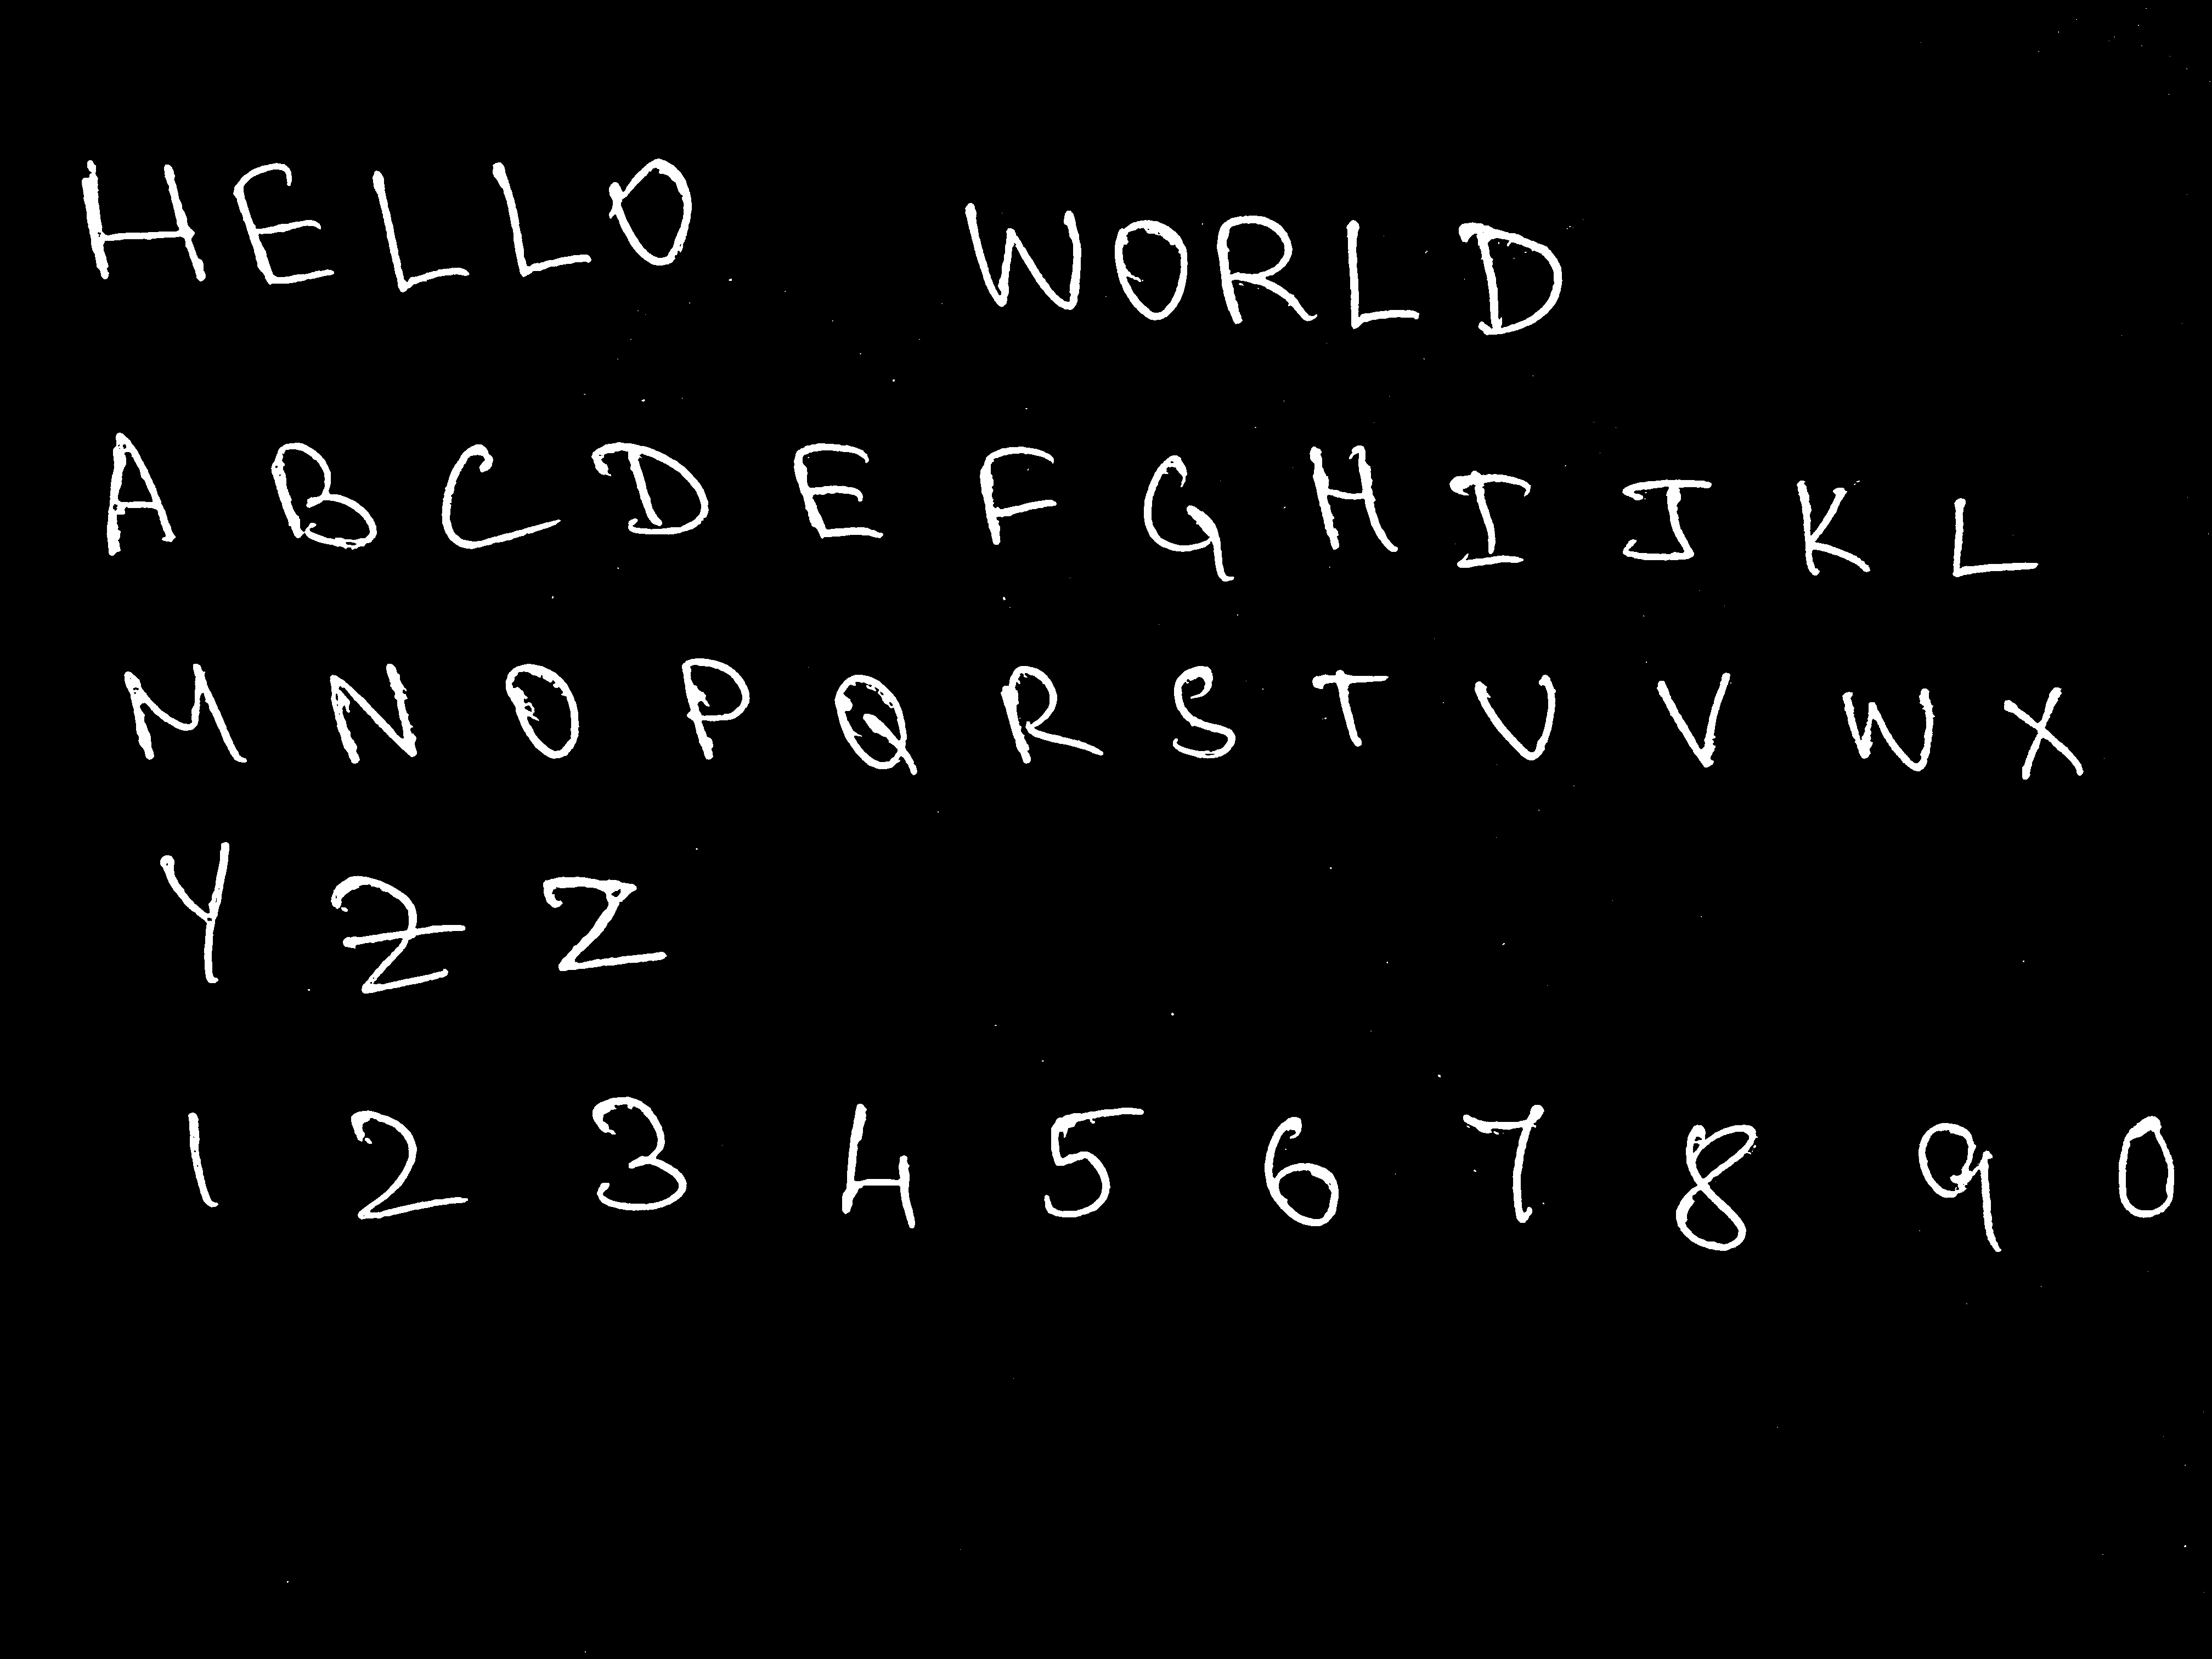 HELLO WORLD
A B C D E F G H I J K L
M N O P Q R S T U V W X
Y Z Z
1 2 3 4 5 6 7 8 9 0